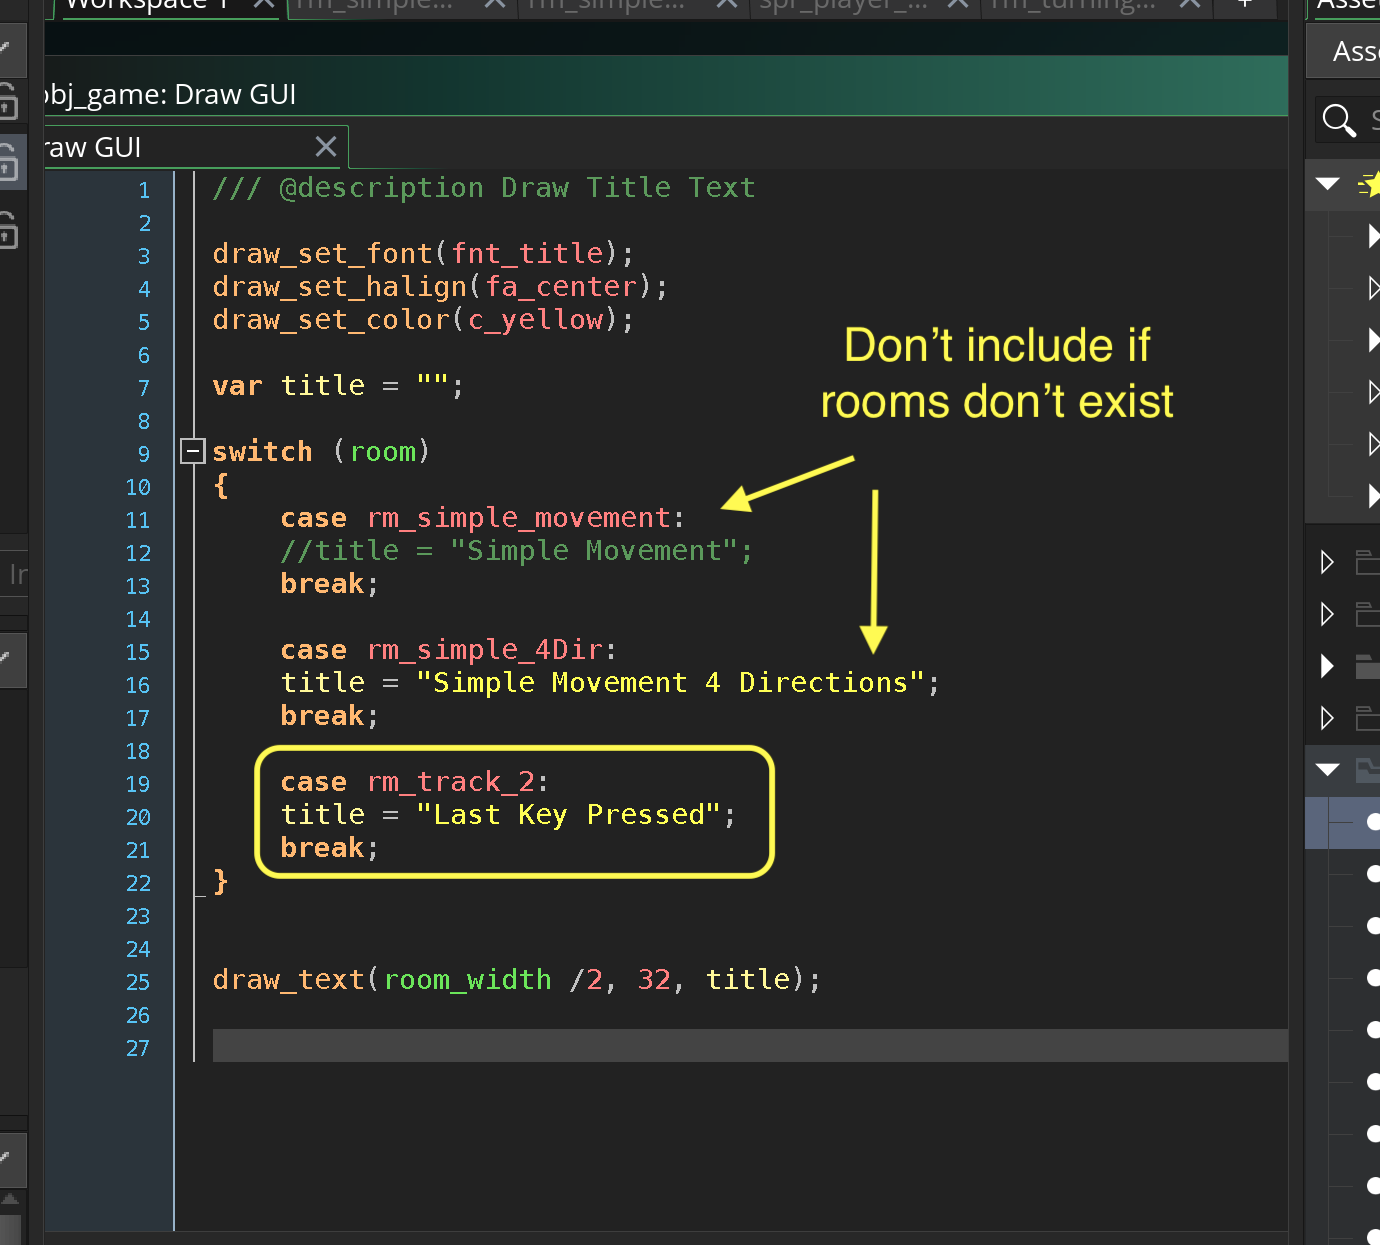 Workspace 1 rm_simple... rm_simple... spr_player_... rm_turning...
obj_game: Draw GUI
raw GUI
1 /// @description Draw Title Text
2
3 draw_set_font(fnt_title);
4 draw_set_halign(fa_center);
5 draw_set_color(c_yellow);
6
7 var title = "";
8
9 switch (room)
10 {
11 case rm_simple_movement:
12 //title = "Simple Movement";
13 break;
14
15 case rm_simple_4Dir:
16 title = "Simple Movement 4 Directions";
17 break;
18
19 case rm_track_2:
20 title = "Last Key Pressed";
21 break;
22 }
23
24
25 draw_text(room_width /2, 32, title);
26
27
Don't include if
rooms don't exist
Asse
Asse
S
In